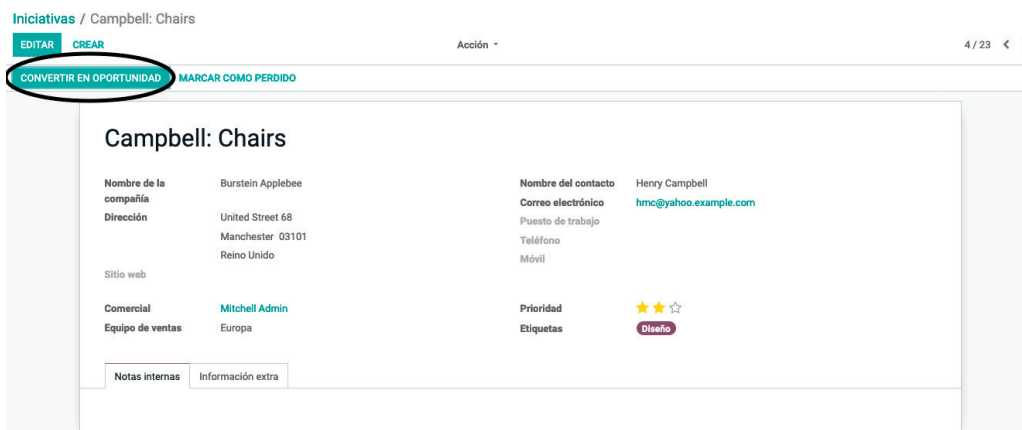 Iniciativas / Campbell: Chairs
EDITAR CREAR Acción 4 / 23
CONVERTIR EN OPORTUNIDAD MARCAR COMO PERDIDO
Campbell: Chairs
Nombre de la compañía Burstein Applebee
Dirección United Street 68
Manchester 03101
Reino Unido
Sitio web
Nombre del contacto Henry Campbell
Correo electrónico hmc@yahoo.example.com
Puesto de trabajo
Teléfono
Móvil
Comercial Mitchell Admin
Equipo de ventas Europa
Prioridad
Etiquetas Diseño
Notas internas Información extra